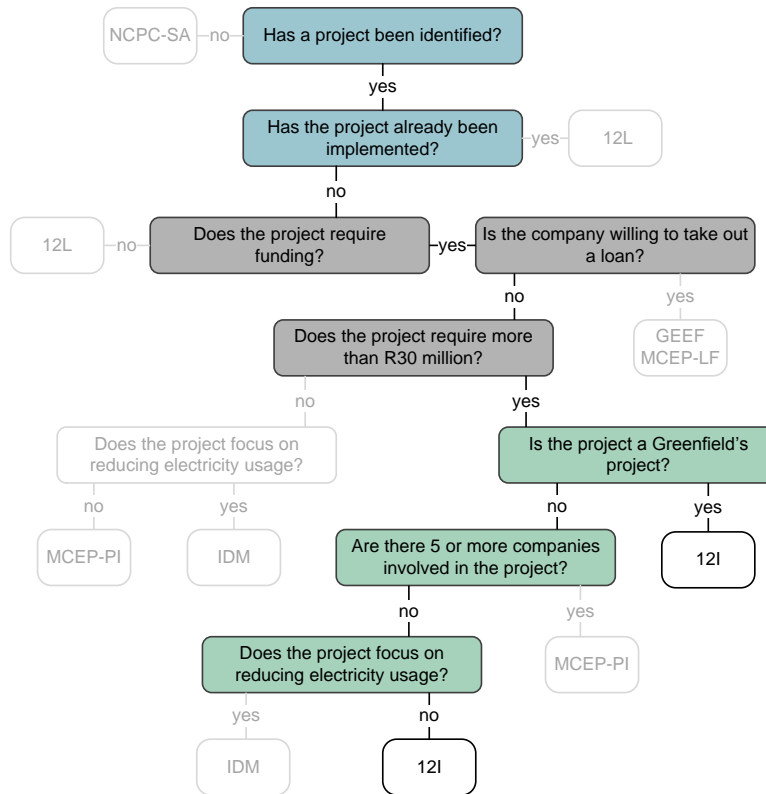 NCPC-SA
no
Has a project been identified?
yes
Has the project already been
implemented?
yes
12L
no
12L
no
Does the project require
funding?
yes
Is the company willing to take out
a loan?
no
yes
Does the project require more
than R30 million?
GEEF
MCEP-LF
no
yes
Does the project focus on
reducing electricity usage?
Is the project a Greenfield's
project?
no
yes
no
yes
MCEP-PI
IDM
Are there 5 or more companies
involved in the project?
12I
no
yes
Does the project focus on
reducing electricity usage?
MCEP-PI
yes
no
IDM
12I